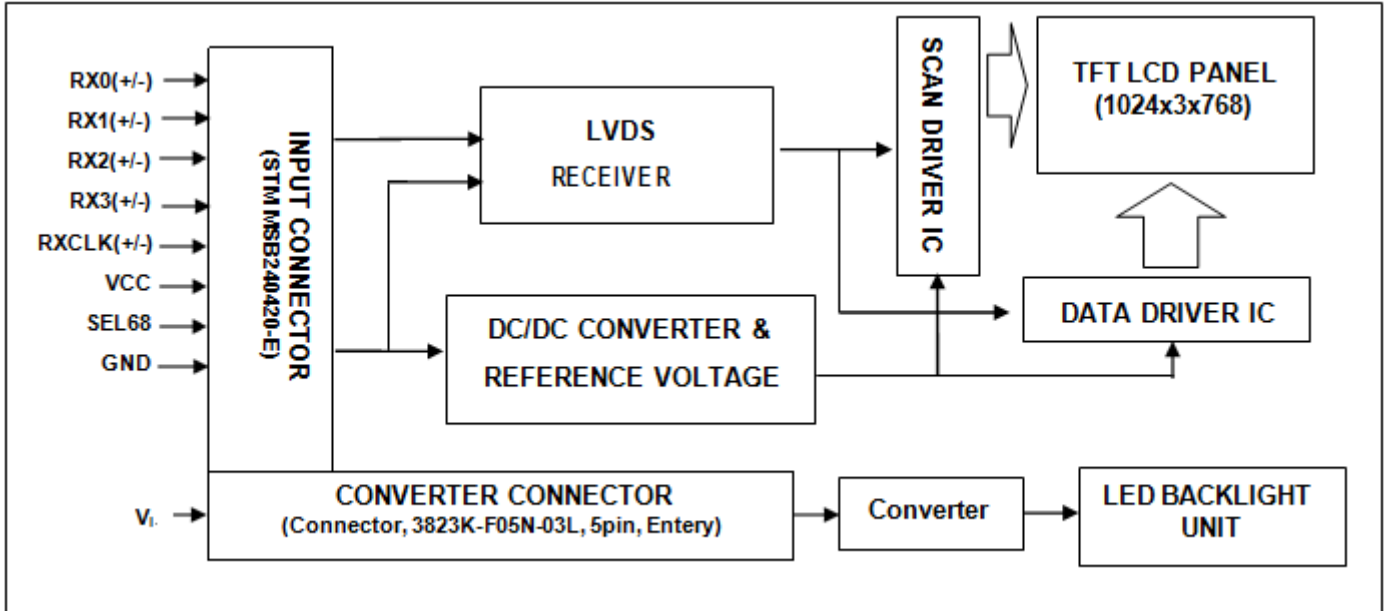 RX0(+/-)
RX1(+/-)
RX2(+/-)
RX3(+/-)
RXCLK(+/-)
VCC
SEL68
GND
INPUT CONNECTOR
(STM MSB240420-E)
LVDS
RECEIVER
SCAN DRIVER IC
TFT LCD PANEL
(1024x3x768)
DC/DC CONVERTER &
REFERENCE VOLTAGE
DATA DRIVER IC
CONVERTER CONNECTOR
(Connector, 3823K-F05N-03L, 5pin, Entery)
Converter
LED BACKLIGHT
UNIT